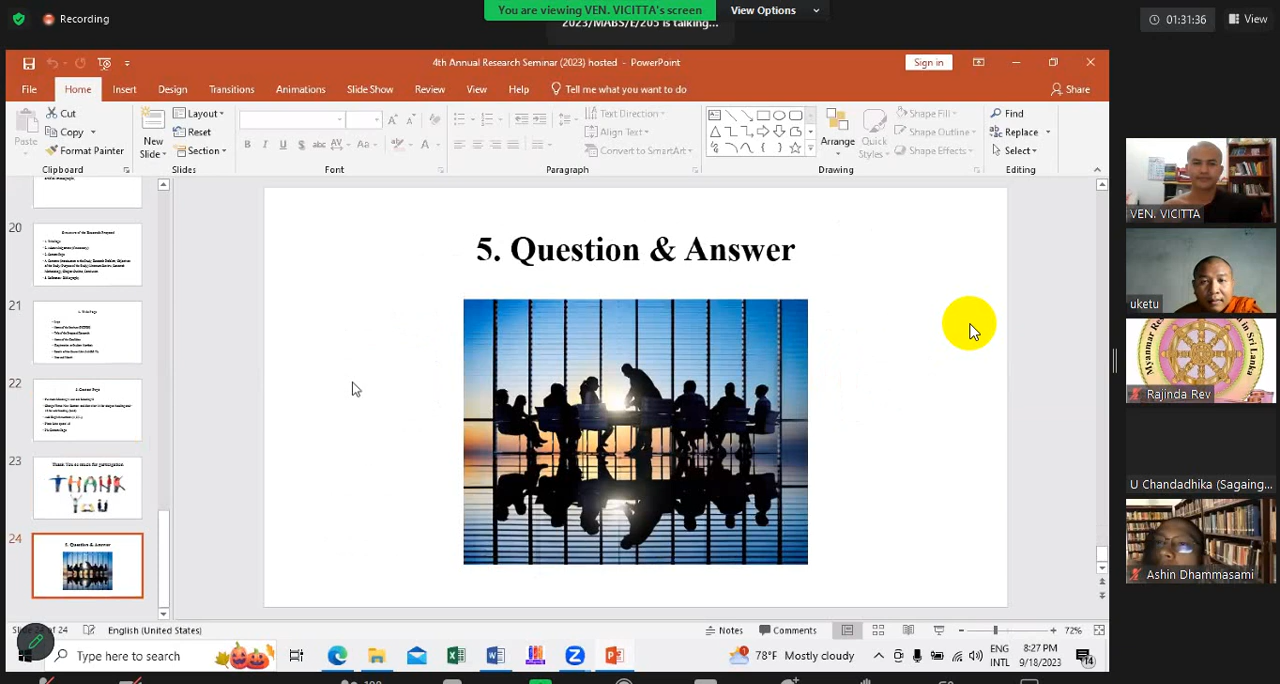 You are viewing VEN. VICITTA's screen
View Options
Recording
2023/MABS/E/205 is talking...
01:31:36
View
4th Annual Research Seminar (2023) hosted - PowerPoint
Sign in
File
Home
Insert
Design
Transitions
Animations
Slide Show
Review
View
Help
Tell me what you want to do
Share
Paste
Cut
Copy
Format Painter
Clipboard
New Slide
Layout
Reset
Section
Slides
Font
Text Direction
Align Text
Convert to SmartArt
Paragraph
Arrange
Quick Styles
Shape Fill
Shape Outline
Shape Effects
Drawing
Find
Replace
Select
Editing
20
21
22
23
THANK
YOU
24
5. Question & Answer
5. Question & Answer
VEN. VICITTA
uketu
Rajinda Rev
U Chandadhika (Sagaing...
Ashin Dhammasami
of 24
English (United States)
Notes
Comments
72%
Type here to search
78°F Mostly cloudy
ENG
INTL
8:27 PM
9/18/2023
14